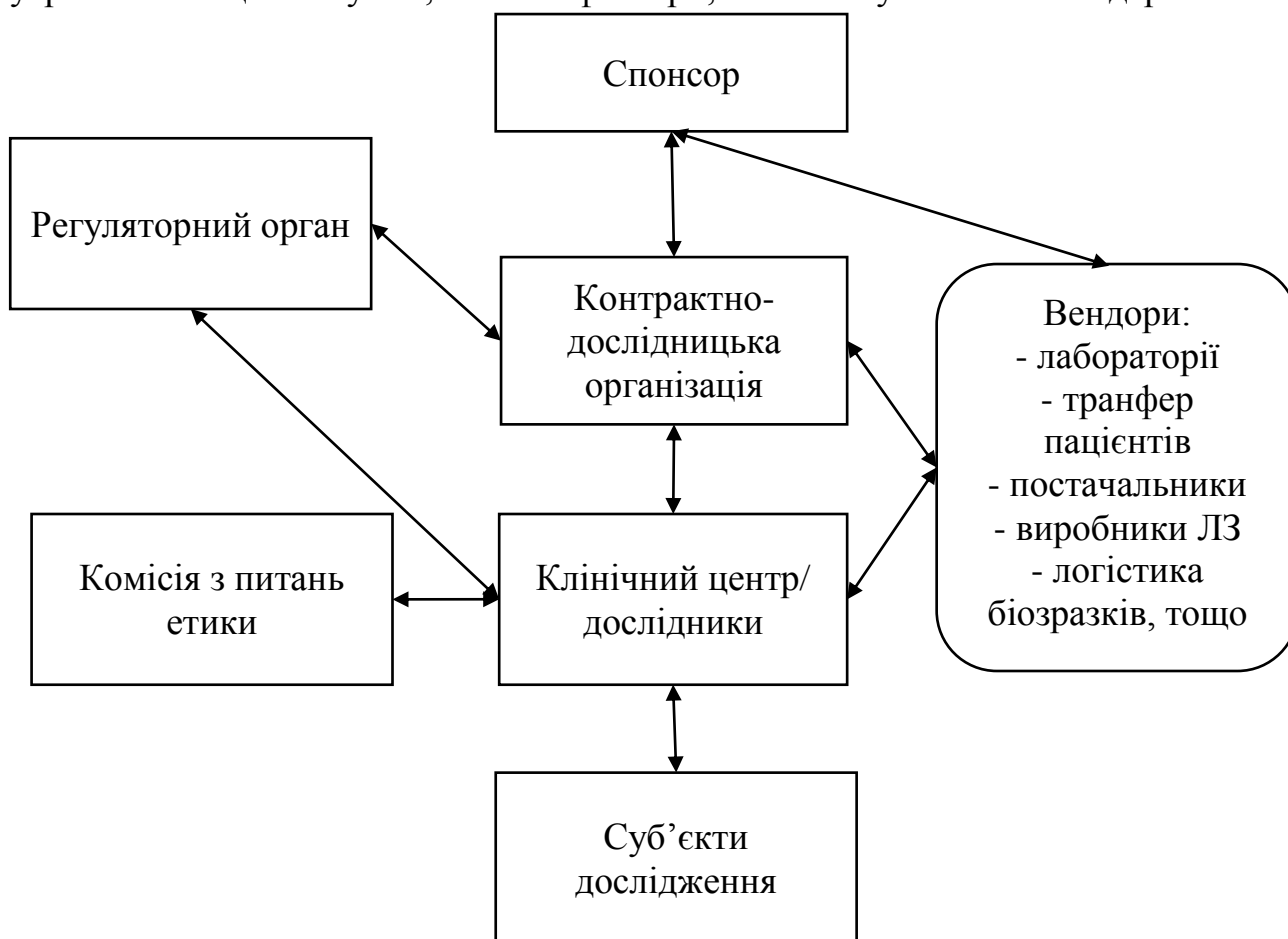 Спонсор
Регуляторний орган
Контрактно-
дослідницька
організація
Вендори:
- лабораторії
- транфер
пацієнтів
- постачальники
- виробники ЛЗ
- логістика
біозразків, тощо
Комісія з питань
етики
Клінічний центр/
дослідники
Суб’єкти
дослідження